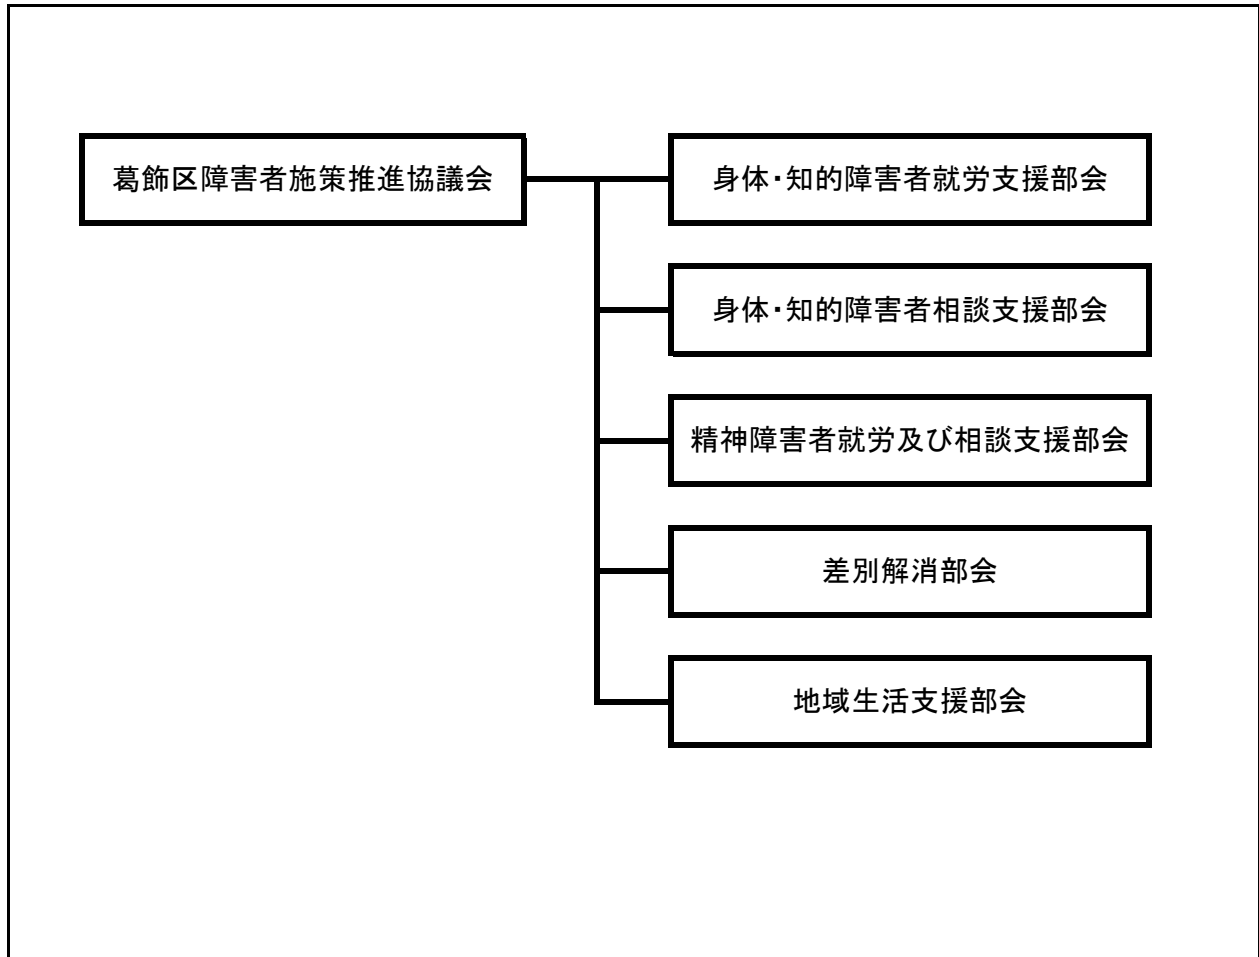 葛飾区障害者施策推進協議会
身体・知的障害者就労支援部会
身体・知的障害者相談支援部会
精神障害者就労及び相談支援部会
差別解消部会
地域生活支援部会